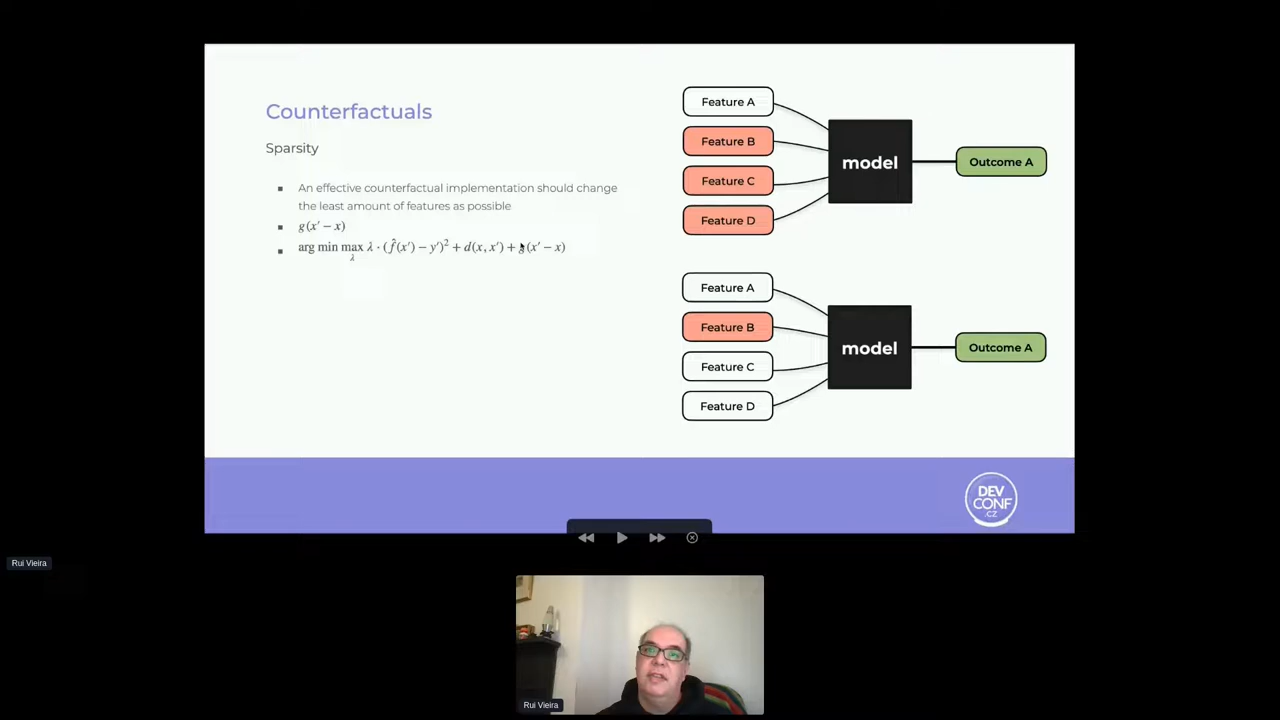 Counterfactuals
Sparsity
An effective counterfactual implementation should change
the least amount of features as possible
g(x′ − x)
arg min max λ · (f̂(x′) − y′)² + d(x, x′) + g(x′ − x)
λ
Feature A
Feature B
Feature C
Feature D
model
Outcome A
Feature A
Feature B
Feature C
Feature D
model
Outcome A
DEV
CONF
.CZ
Rui Vieira
Rui Vieira